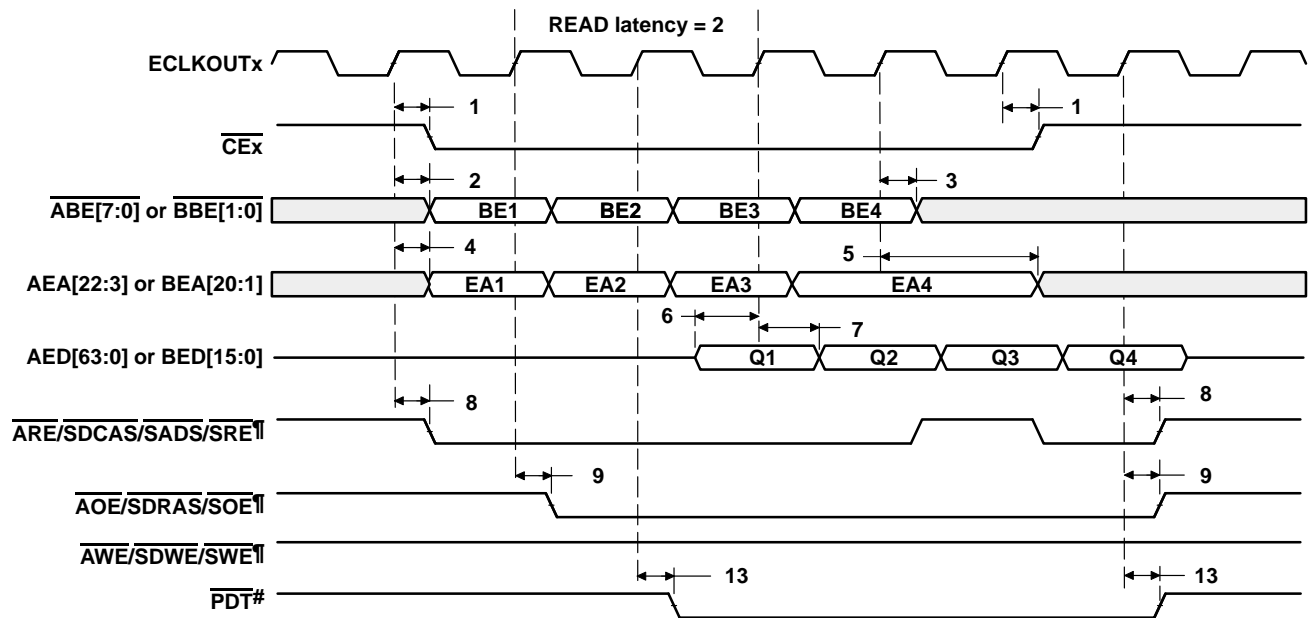 READ latency = 2
ECLKOUTx
1 1
CEx
2 3
ABE[7:0] or BBE[1:0] BE1 BE2 BE3 BE4
4 5
AEA[22:3] or BEA[20:1] EA1 EA2 EA3 EA4
6 7
AED[63:0] or BED[15:0] Q1 Q2 Q3 Q4
8 8
ARE/SDCAS/SADS/SRE¶
9 9
AOE/SDRAS/SOE¶
AWE/SDWE/SWE¶
13 13
PDT#